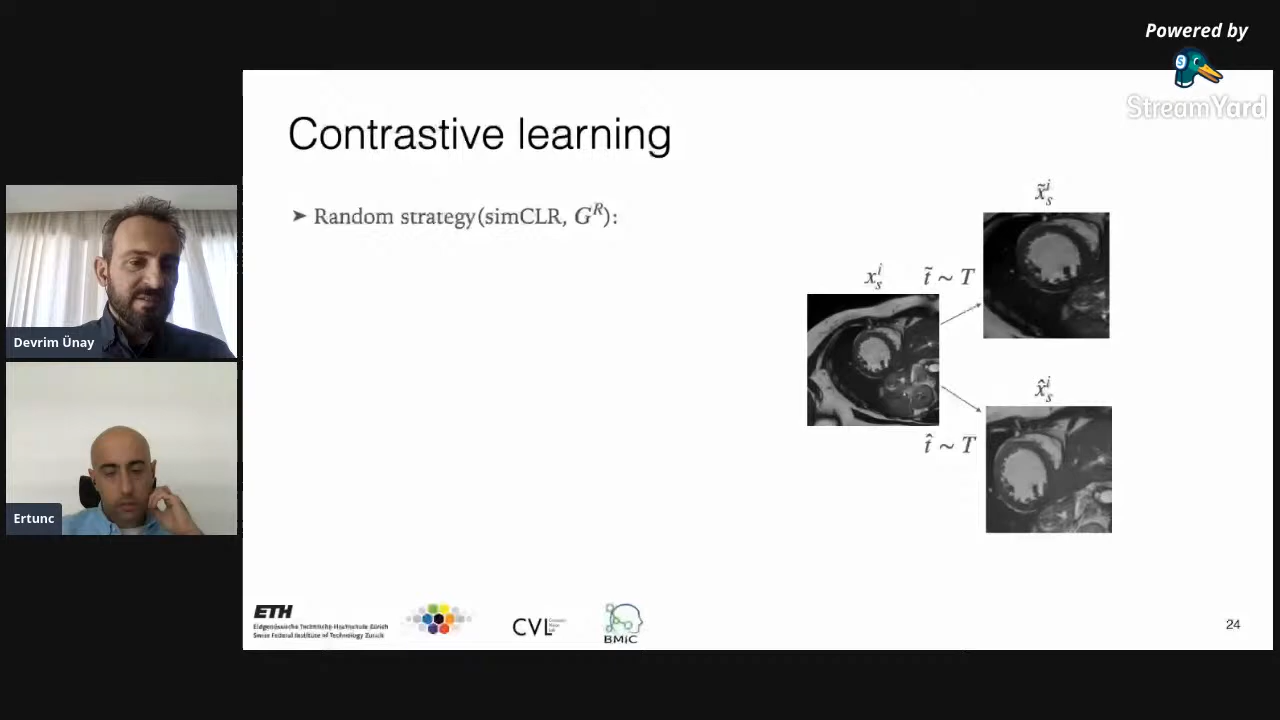 Powered by
StreamYard
Contrastive learning
➤ Random strategy(simCLR, G^R):
x̃_s^i
x_s^i
t̃ ~ T
x̂_s^i
t̂ ~ T
Devrim Ünay
Ertunc
ETH
Eidgenössische Technische Hochschule Zürich
Swiss Federal Institute of Technology Zurich
CVL
BMiC
24